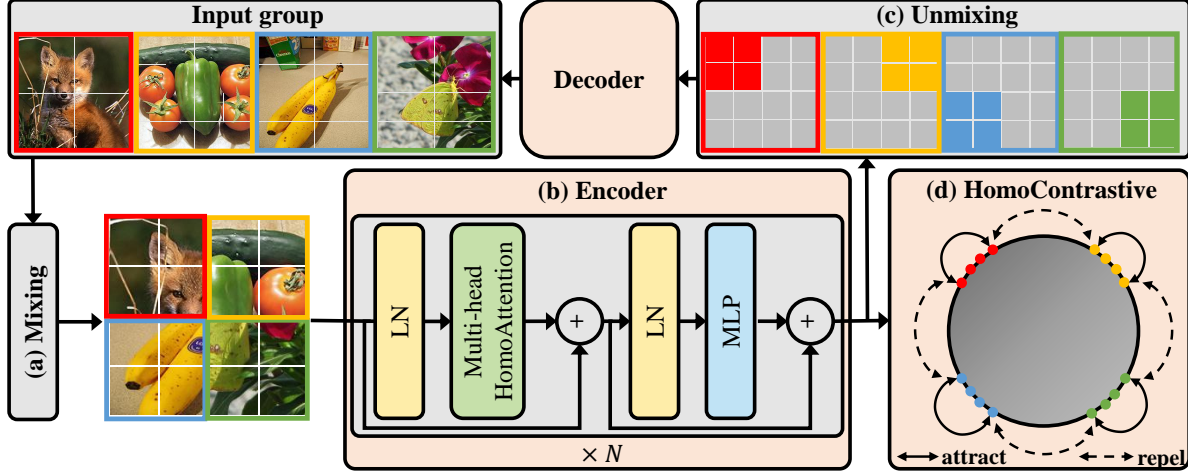 Input group
Decoder
(c) Unmixing
(a) Mixing
(b) Encoder
LN
Multi-head
HomoAttention
+
LN
MLP
+
× N
(d) HomoContrastive
attract
repel